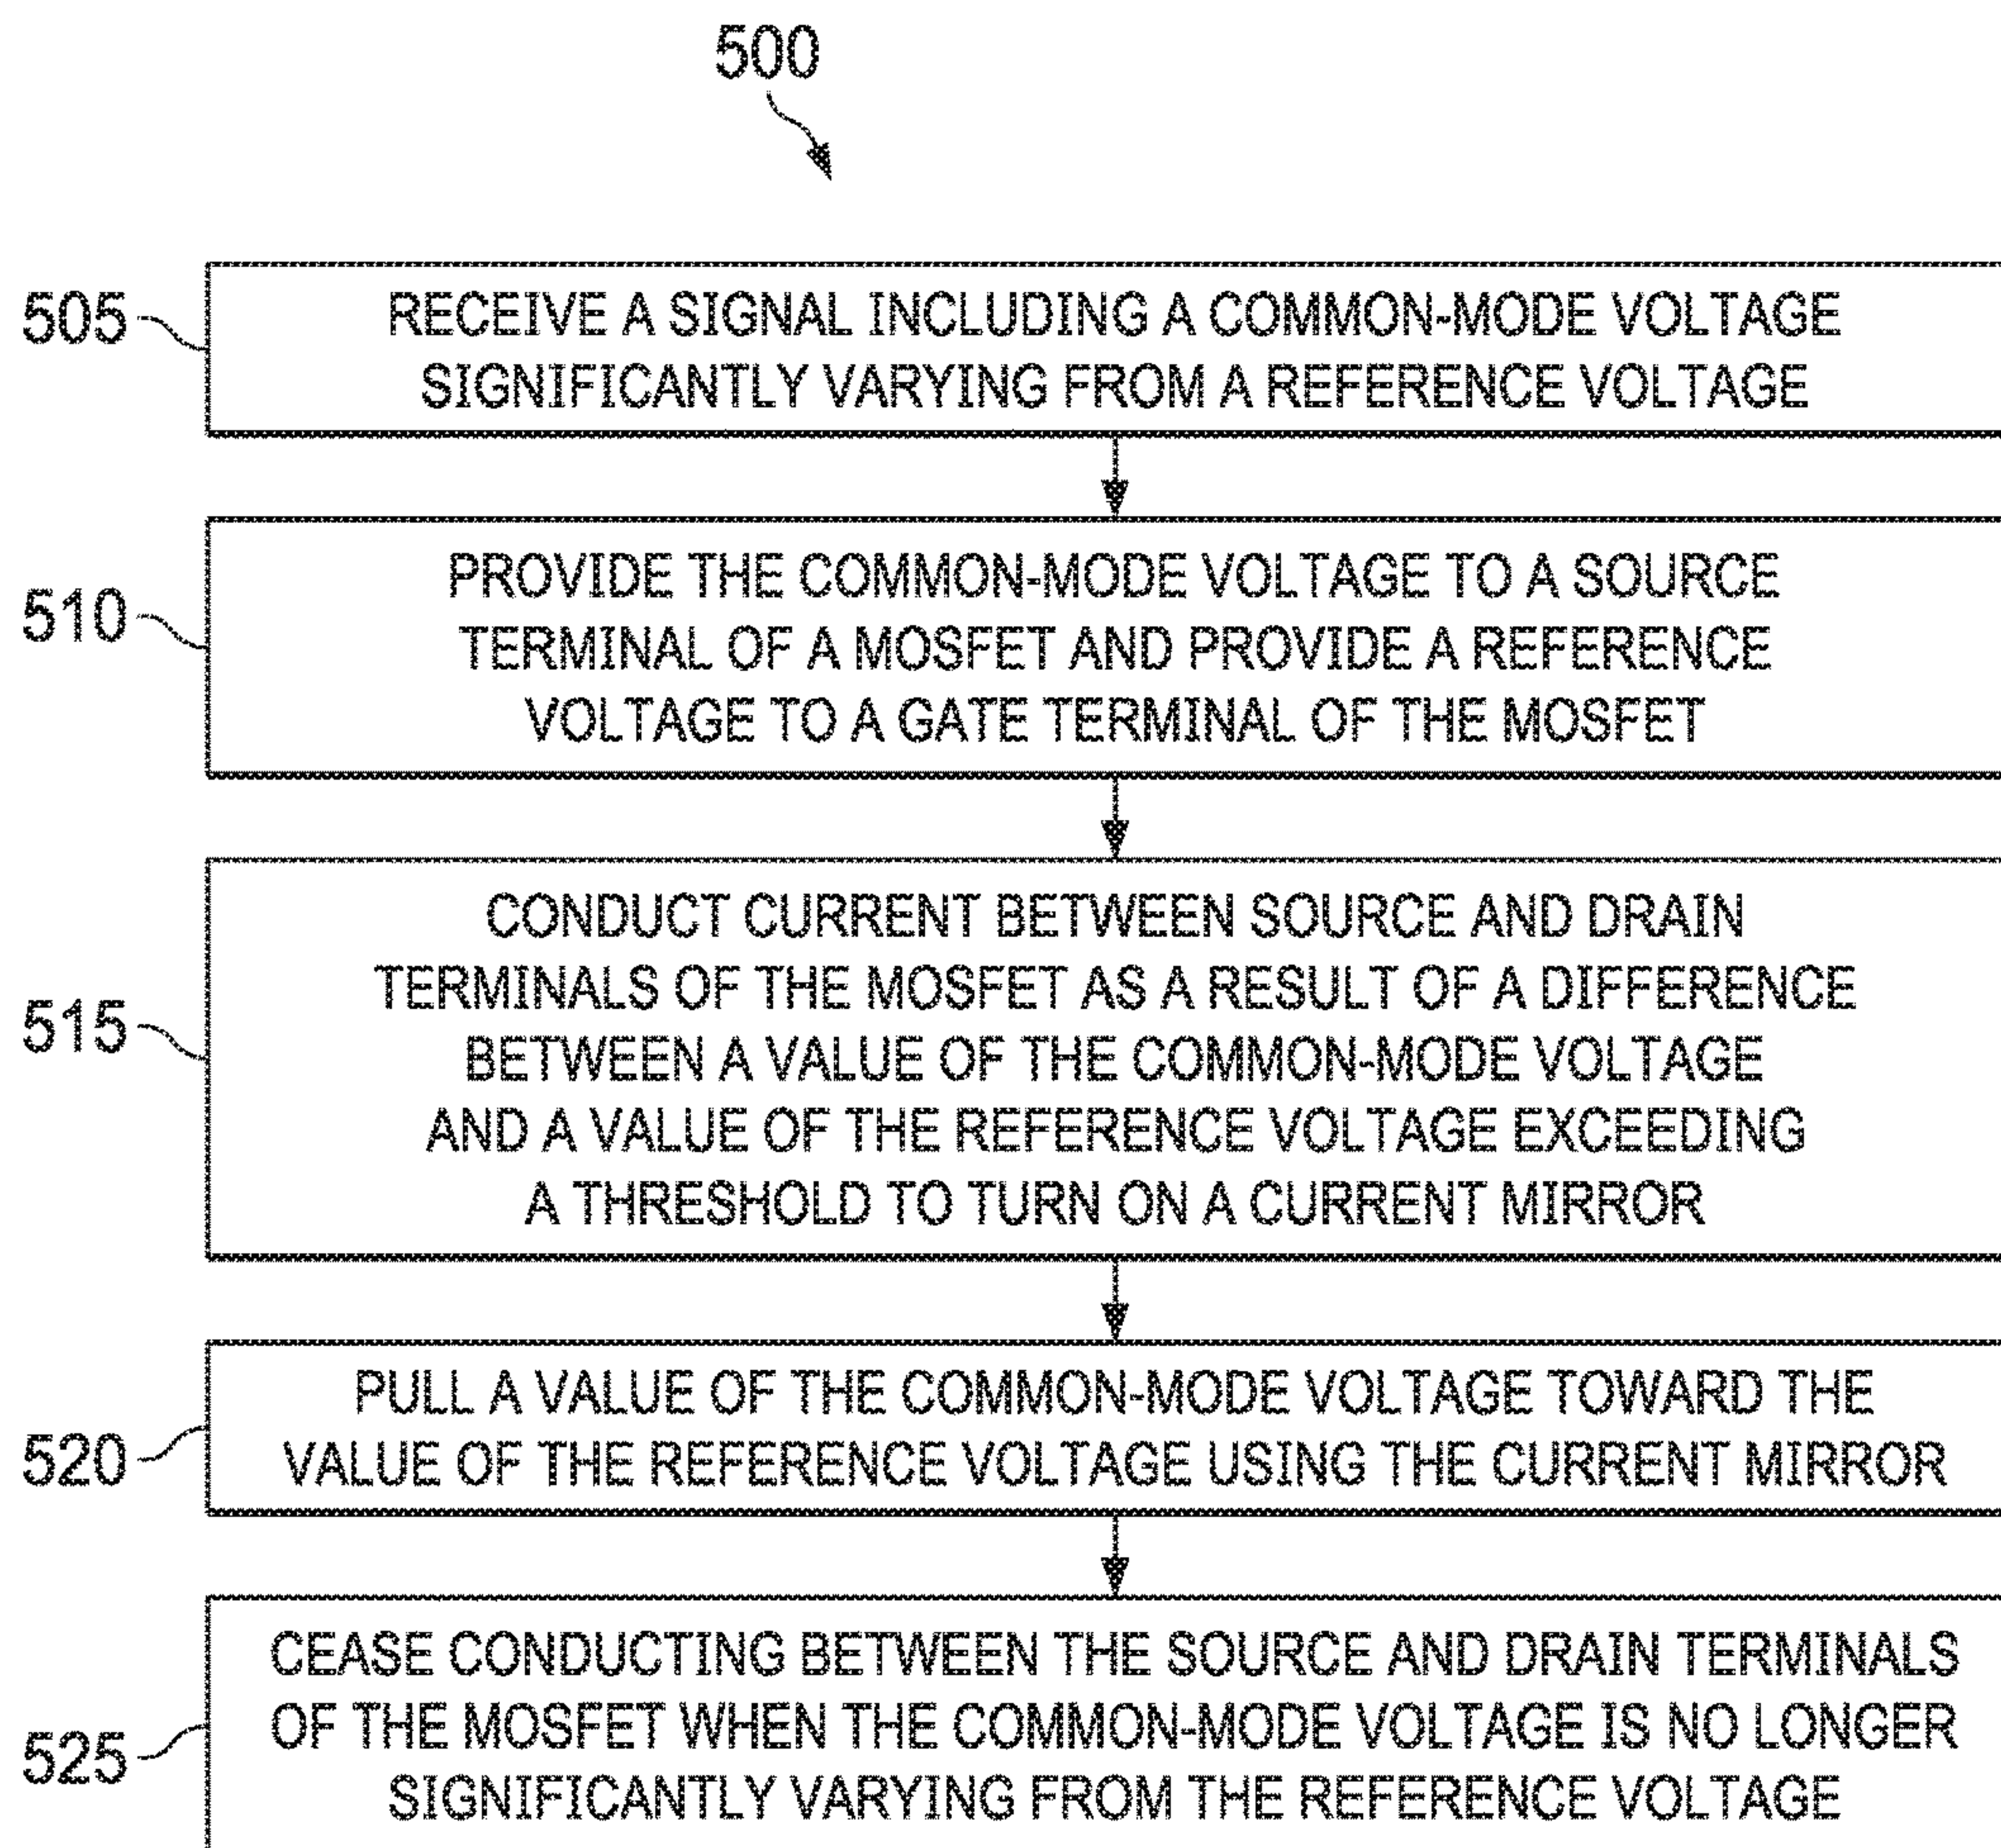 500
505
RECEIVE A SIGNAL INCLUDING A COMMON-MODE VOLTAGE
SIGNIFICANTLY VARYING FROM A REFERENCE VOLTAGE
510
PROVIDE THE COMMON-MODE VOLTAGE TO A SOURCE
TERMINAL OF A MOSFET AND PROVIDE A REFERENCE
VOLTAGE TO A GATE TERMINAL OF THE MOSFET
515
CONDUCT CURRENT BETWEEN SOURCE AND DRAIN
TERMINALS OF THE MOSFET AS A RESULT OF A DIFFERENCE
BETWEEN A VALUE OF THE COMMON-MODE VOLTAGE
AND A VALUE OF THE REFERENCE VOLTAGE EXCEEDING
A THRESHOLD TO TURN ON A CURRENT MIRROR
520
PULL A VALUE OF THE COMMON-MODE VOLTAGE TOWARD THE
VALUE OF THE REFERENCE VOLTAGE USING THE CURRENT MIRROR
525
CEASE CONDUCTING BETWEEN THE SOURCE AND DRAIN TERMINALS
OF THE MOSFET WHEN THE COMMON-MODE VOLTAGE IS NO LONGER
SIGNIFICANTLY VARYING FROM THE REFERENCE VOLTAGE